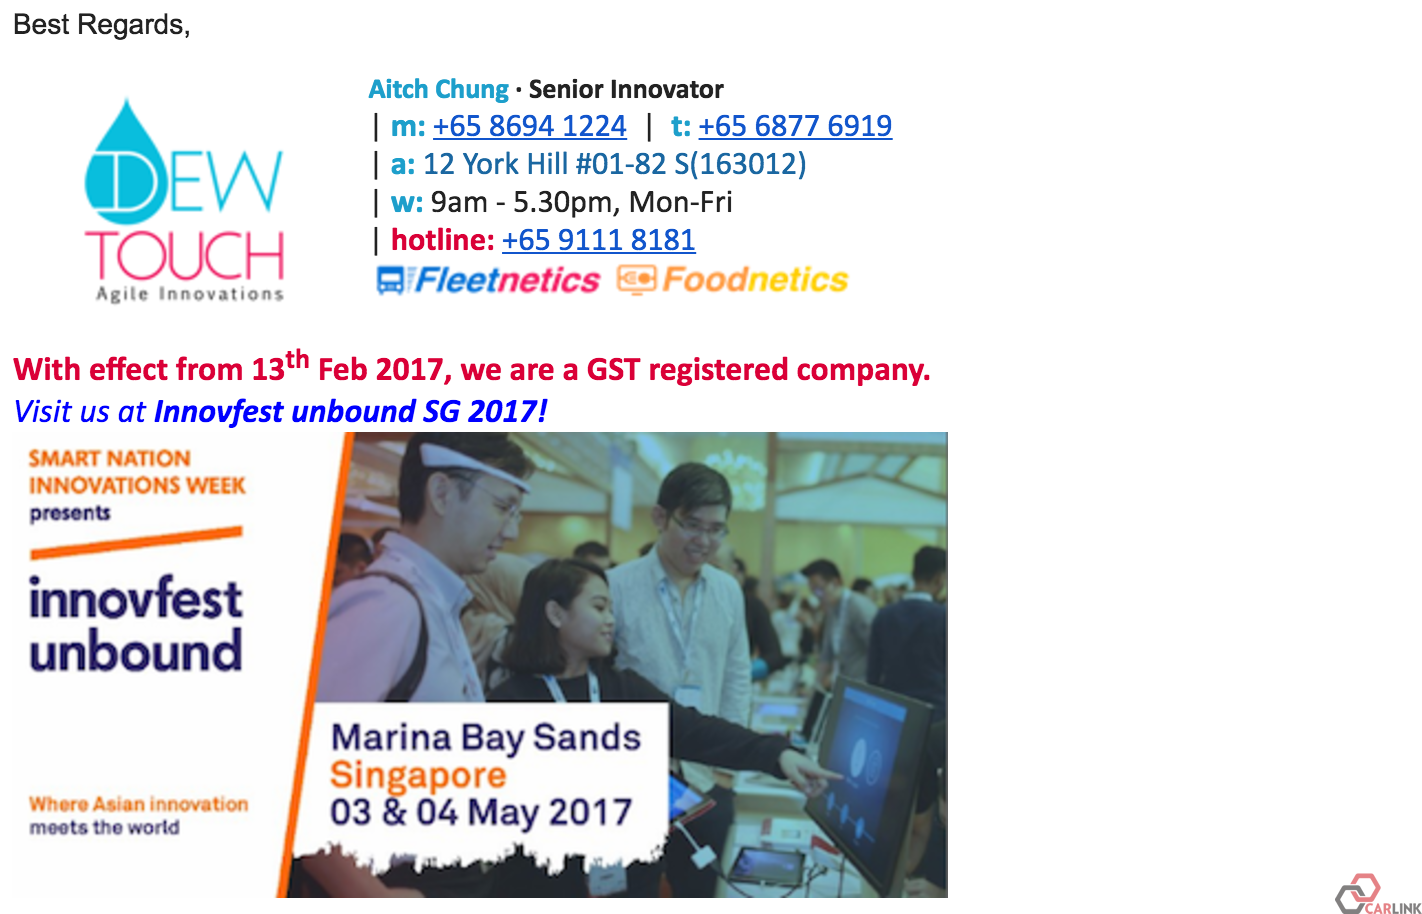 Best Regards,
DEW
TOUCH
Agile Innovations
Aitch Chung · Senior Innovator
| m: +65 8694 1224 | t: +65 6877 6919
| a: 12 York Hill #01-82 S(163012)
| w: 9am - 5.30pm, Mon-Fri
| hotline: +65 9111 8181
Fleetnetics Foodnetics
With effect from 13th Feb 2017, we are a GST registered company.
Visit us at Innovfest unbound SG 2017!
SMART NATION
INNOVATIONS WEEK
presents
innovfest
unbound
Where Asian innovation
meets the world
Marina Bay Sands
Singapore
03 & 04 May 2017
CARLINK